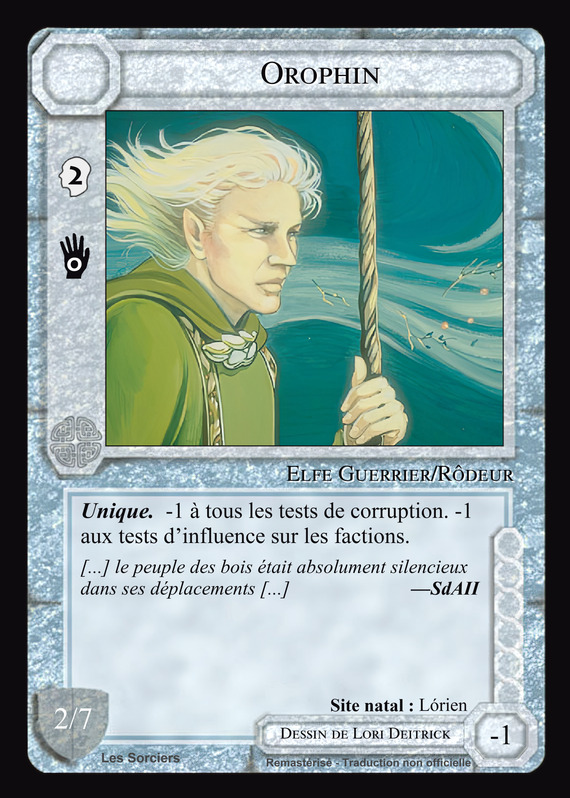 OROPHIN
2
0
ELFE GUERRIER/RÔDEUR
Unique. -1 à tous les tests de corruption. -1
aux tests d'influence sur les factions.
[...] le peuple des bois était absolument silencieux
dans ses déplacements [...] —SdAII
Site natal : Lórien
2/7
DESSIN DE LORI DEITRICK
-1
Les Sorciers
Remastérisé - Traduction non officielle